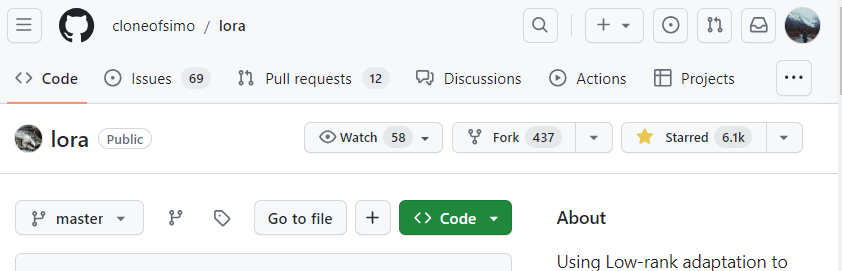 cloneofsimo / lora
Code Issues 69 Pull requests 12 Discussions Actions Projects ...
lora Public Watch 58 Fork 437 Starred 6.1k
master Go to file + Code About
Using Low-rank adaptation to